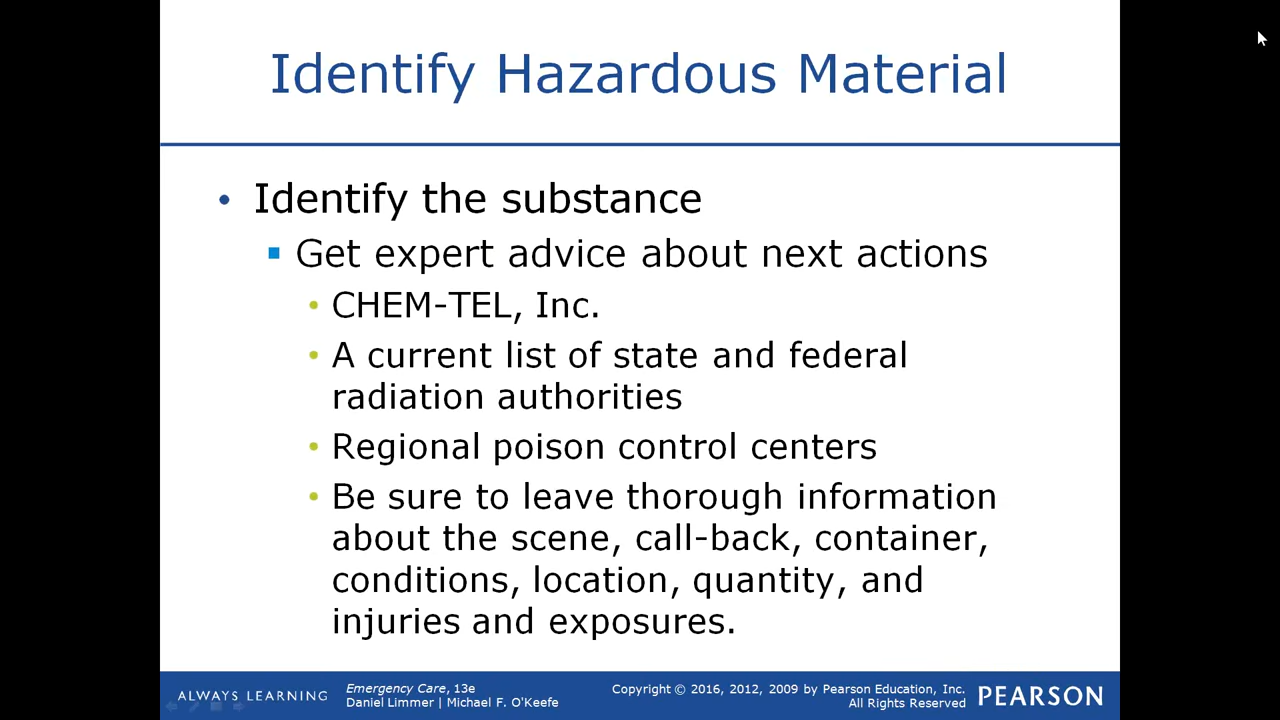 Identify Hazardous Material
• Identify the substance
▪ Get expert advice about next actions
• CHEM-TEL, Inc.
• A current list of state and federal
radiation authorities
• Regional poison control centers
• Be sure to leave thorough information
about the scene, call-back, container,
conditions, location, quantity, and
injuries and exposures.
ALWAYS LEARNING
Emergency Care, 13e
Daniel Limmer | Michael F. O'Keefe
Copyright © 2016, 2012, 2009 by Pearson Education, Inc.
All Rights Reserved
PEARSON